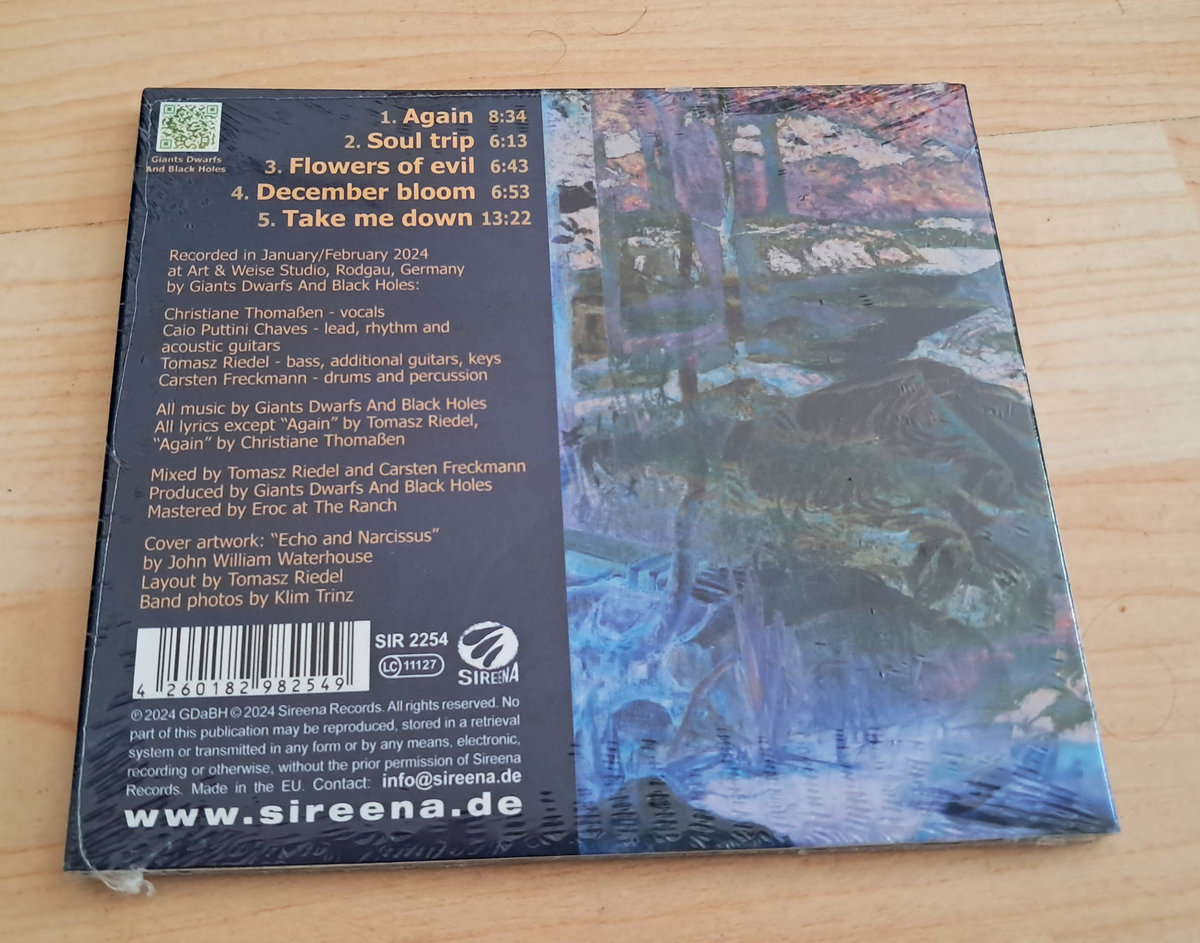 Giants Dwarfs
And Black Holes
1. Again 8:34
2. Soul trip 6:13
3. Flowers of evil 6:43
4. December bloom 6:53
5. Take me down 13:22
Recorded in January/February 2024
at Art & Weise Studio, Rodgau, Germany
by Giants Dwarfs And Black Holes:
Christiane Thomaßen - vocals
Caio Puttini Chaves - lead, rhythm and
acoustic guitars
Tomasz Riedel - bass, additional guitars, keys
Carsten Freckmann - drums and percussion
All music by Giants Dwarfs And Black Holes
All lyrics except “Again” by Tomasz Riedel,
“Again” by Christiane Thomaßen
Mixed by Tomasz Riedel and Carsten Freckmann
Produced by Giants Dwarfs And Black Holes
Mastered by Eroc at The Ranch
Cover artwork: “Echo and Narcissus”
by John William Waterhouse
Layout by Tomasz Riedel
Band photos by Klim Trinz
4 260182 982549
SIR 2254
LC 11127
SIREENA
℗ 2024 GDaBH © 2024 Sireena Records. All rights reserved. No
part of this publication may be reproduced, stored in a retrieval
system or transmitted in any form or by any means, electronic,
recording or otherwise, without the prior permission of Sireena
Records. Made in the EU. Contact: info@sireena.de
www.sireena.de